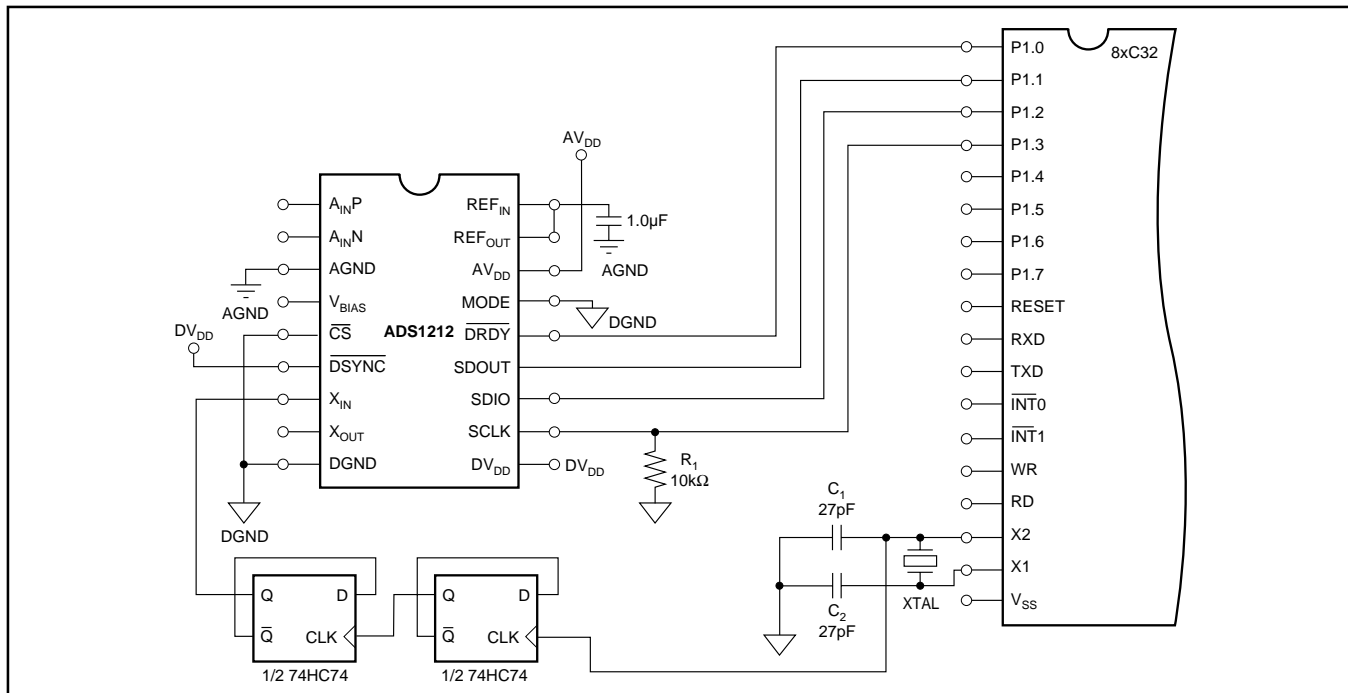 8xC32
P1.0
P1.1
P1.2
P1.3
P1.4
P1.5
P1.6
P1.7
RESET
RXD
TXD
INT0
INT1
WR
RD
X2
X1
VSS
AVDD
AINP
AINN
AGND
VBIAS
CS
DSYNC
XIN
XOUT
DGND
ADS1212
REFIN
REFOUT
AVDD
MODE
DRDY
SDOUT
SDIO
SCLK
DVDD
1.0µF
AGND
DGND
AGND
DVDD
DVDD
R1
10kΩ
DGND
C1
27pF
C2
27pF
XTAL
Q
D
Q
CLK
1/2 74HC74
Q
D
Q
CLK
1/2 74HC74